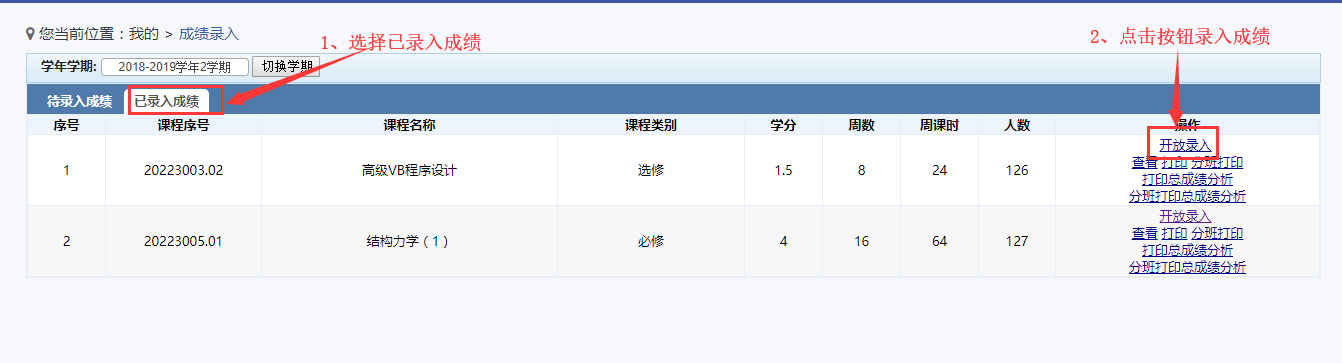 您当前位置：我的 > 成绩录入
1、选择已录入成绩
2、点击按钮录入成绩
学年学期: 2018-2019学年2学期 切换学期
待录入成绩 已录入成绩
序号 课程序号 课程名称 课程类别 学分 周数 周课时 人数 操作
1 20223003.02 高级VB程序设计 选修 1.5 8 24 126
开放录入
查看 打印 分班打印
打印总成绩分析
分班打印总成绩分析
2 20223005.01 结构力学（1） 必修 4 16 64 127
开放录入
查看 打印 分班打印
打印总成绩分析
分班打印总成绩分析